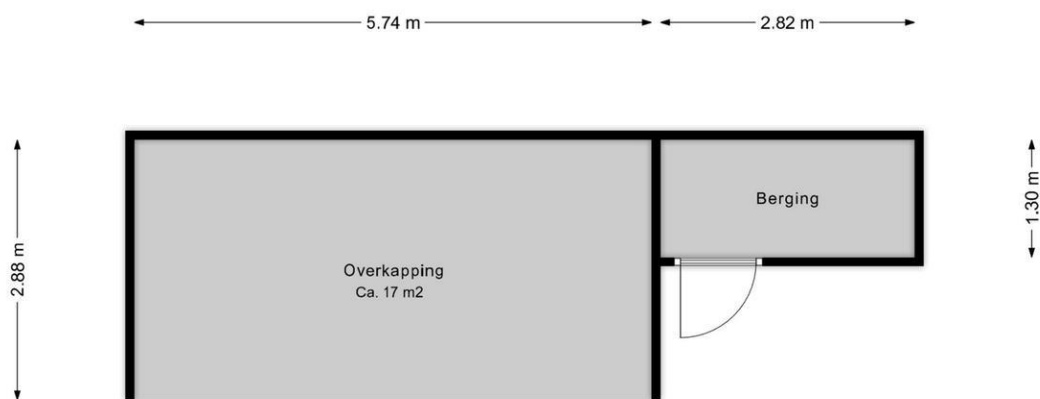 5.74 m
2.82 m
Berging
1.30 m
Overkapping
Ca. 17 m2
2.88 m